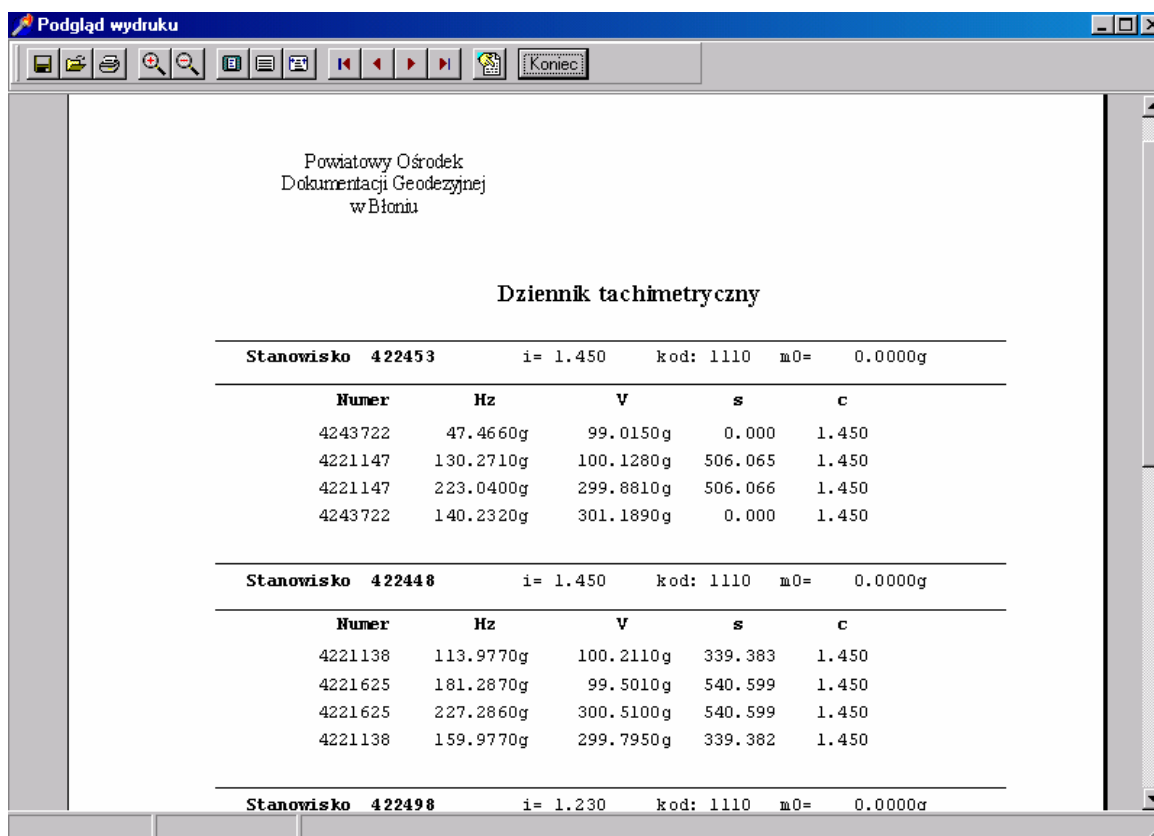 Podgląd wydruku
Koniec
Powiatowy Ośrodek
Dokumentacji Geodezyjnej
w Błoniu
Dziennik tachimetryczny
Stanowisko 422453 i= 1.450 kod: 1110 m0= 0.0000g
Numer Hz V s c
4243722 47.4660g 99.0150g 0.000 1.450
4221147 130.2710g 100.1280g 506.065 1.450
4221147 223.0400g 299.8810g 506.066 1.450
4243722 140.2320g 301.1890g 0.000 1.450
Stanowisko 422448 i= 1.450 kod: 1110 m0= 0.0000g
Numer Hz V s c
4221138 113.9770g 100.2110g 339.383 1.450
4221625 181.2870g 99.5010g 540.599 1.450
4221625 227.2860g 300.5100g 540.599 1.450
4221138 159.9770g 299.7950g 339.382 1.450
Stanowisko 422498 i= 1.230 kod: 1110 m0= 0.0000g